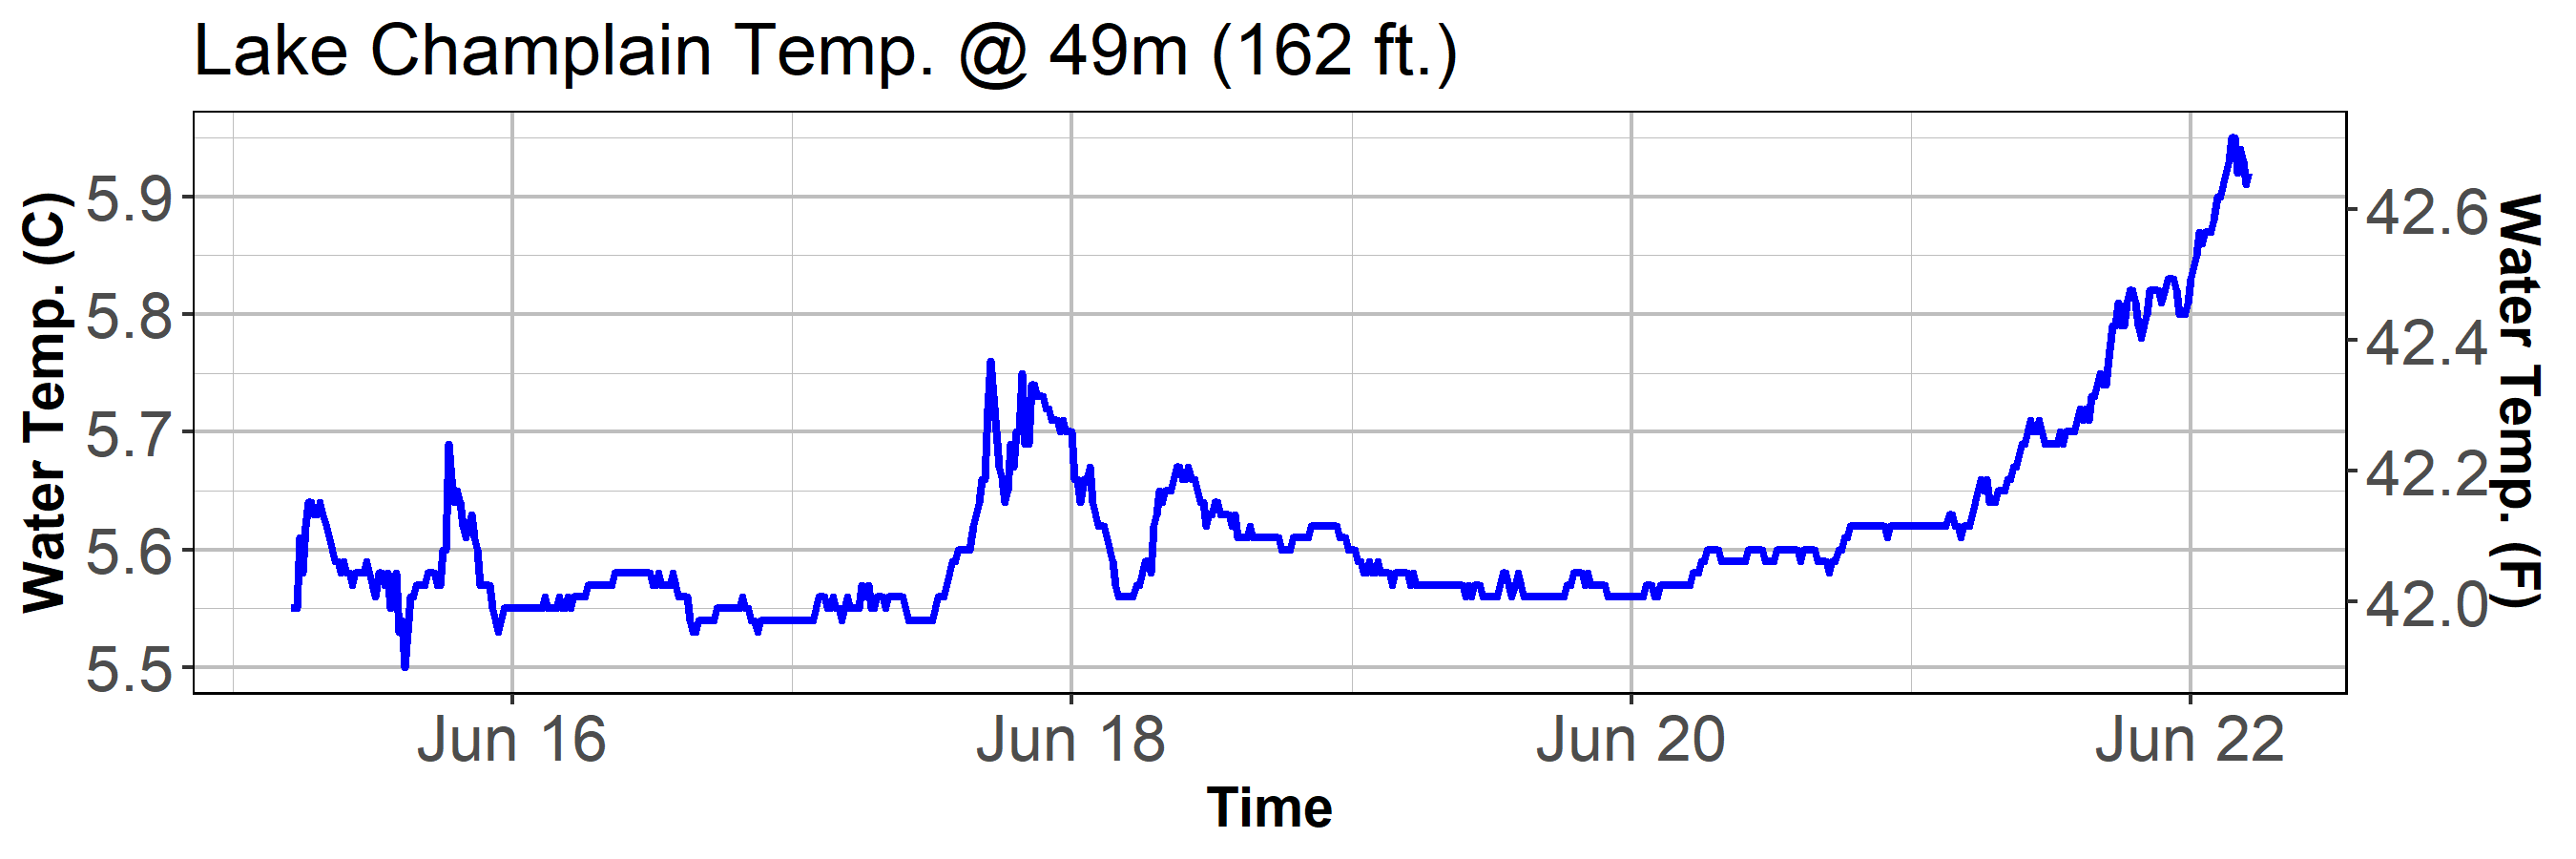 Lake Champlain Temp. @ 49m (162 ft.)
Water Temp. (C)
5.9
5.8
5.7
5.6
5.5
42.6
42.4
42.2
42.0
Water Temp. (F)
Jun 16
Jun 18
Jun 20
Jun 22
Time